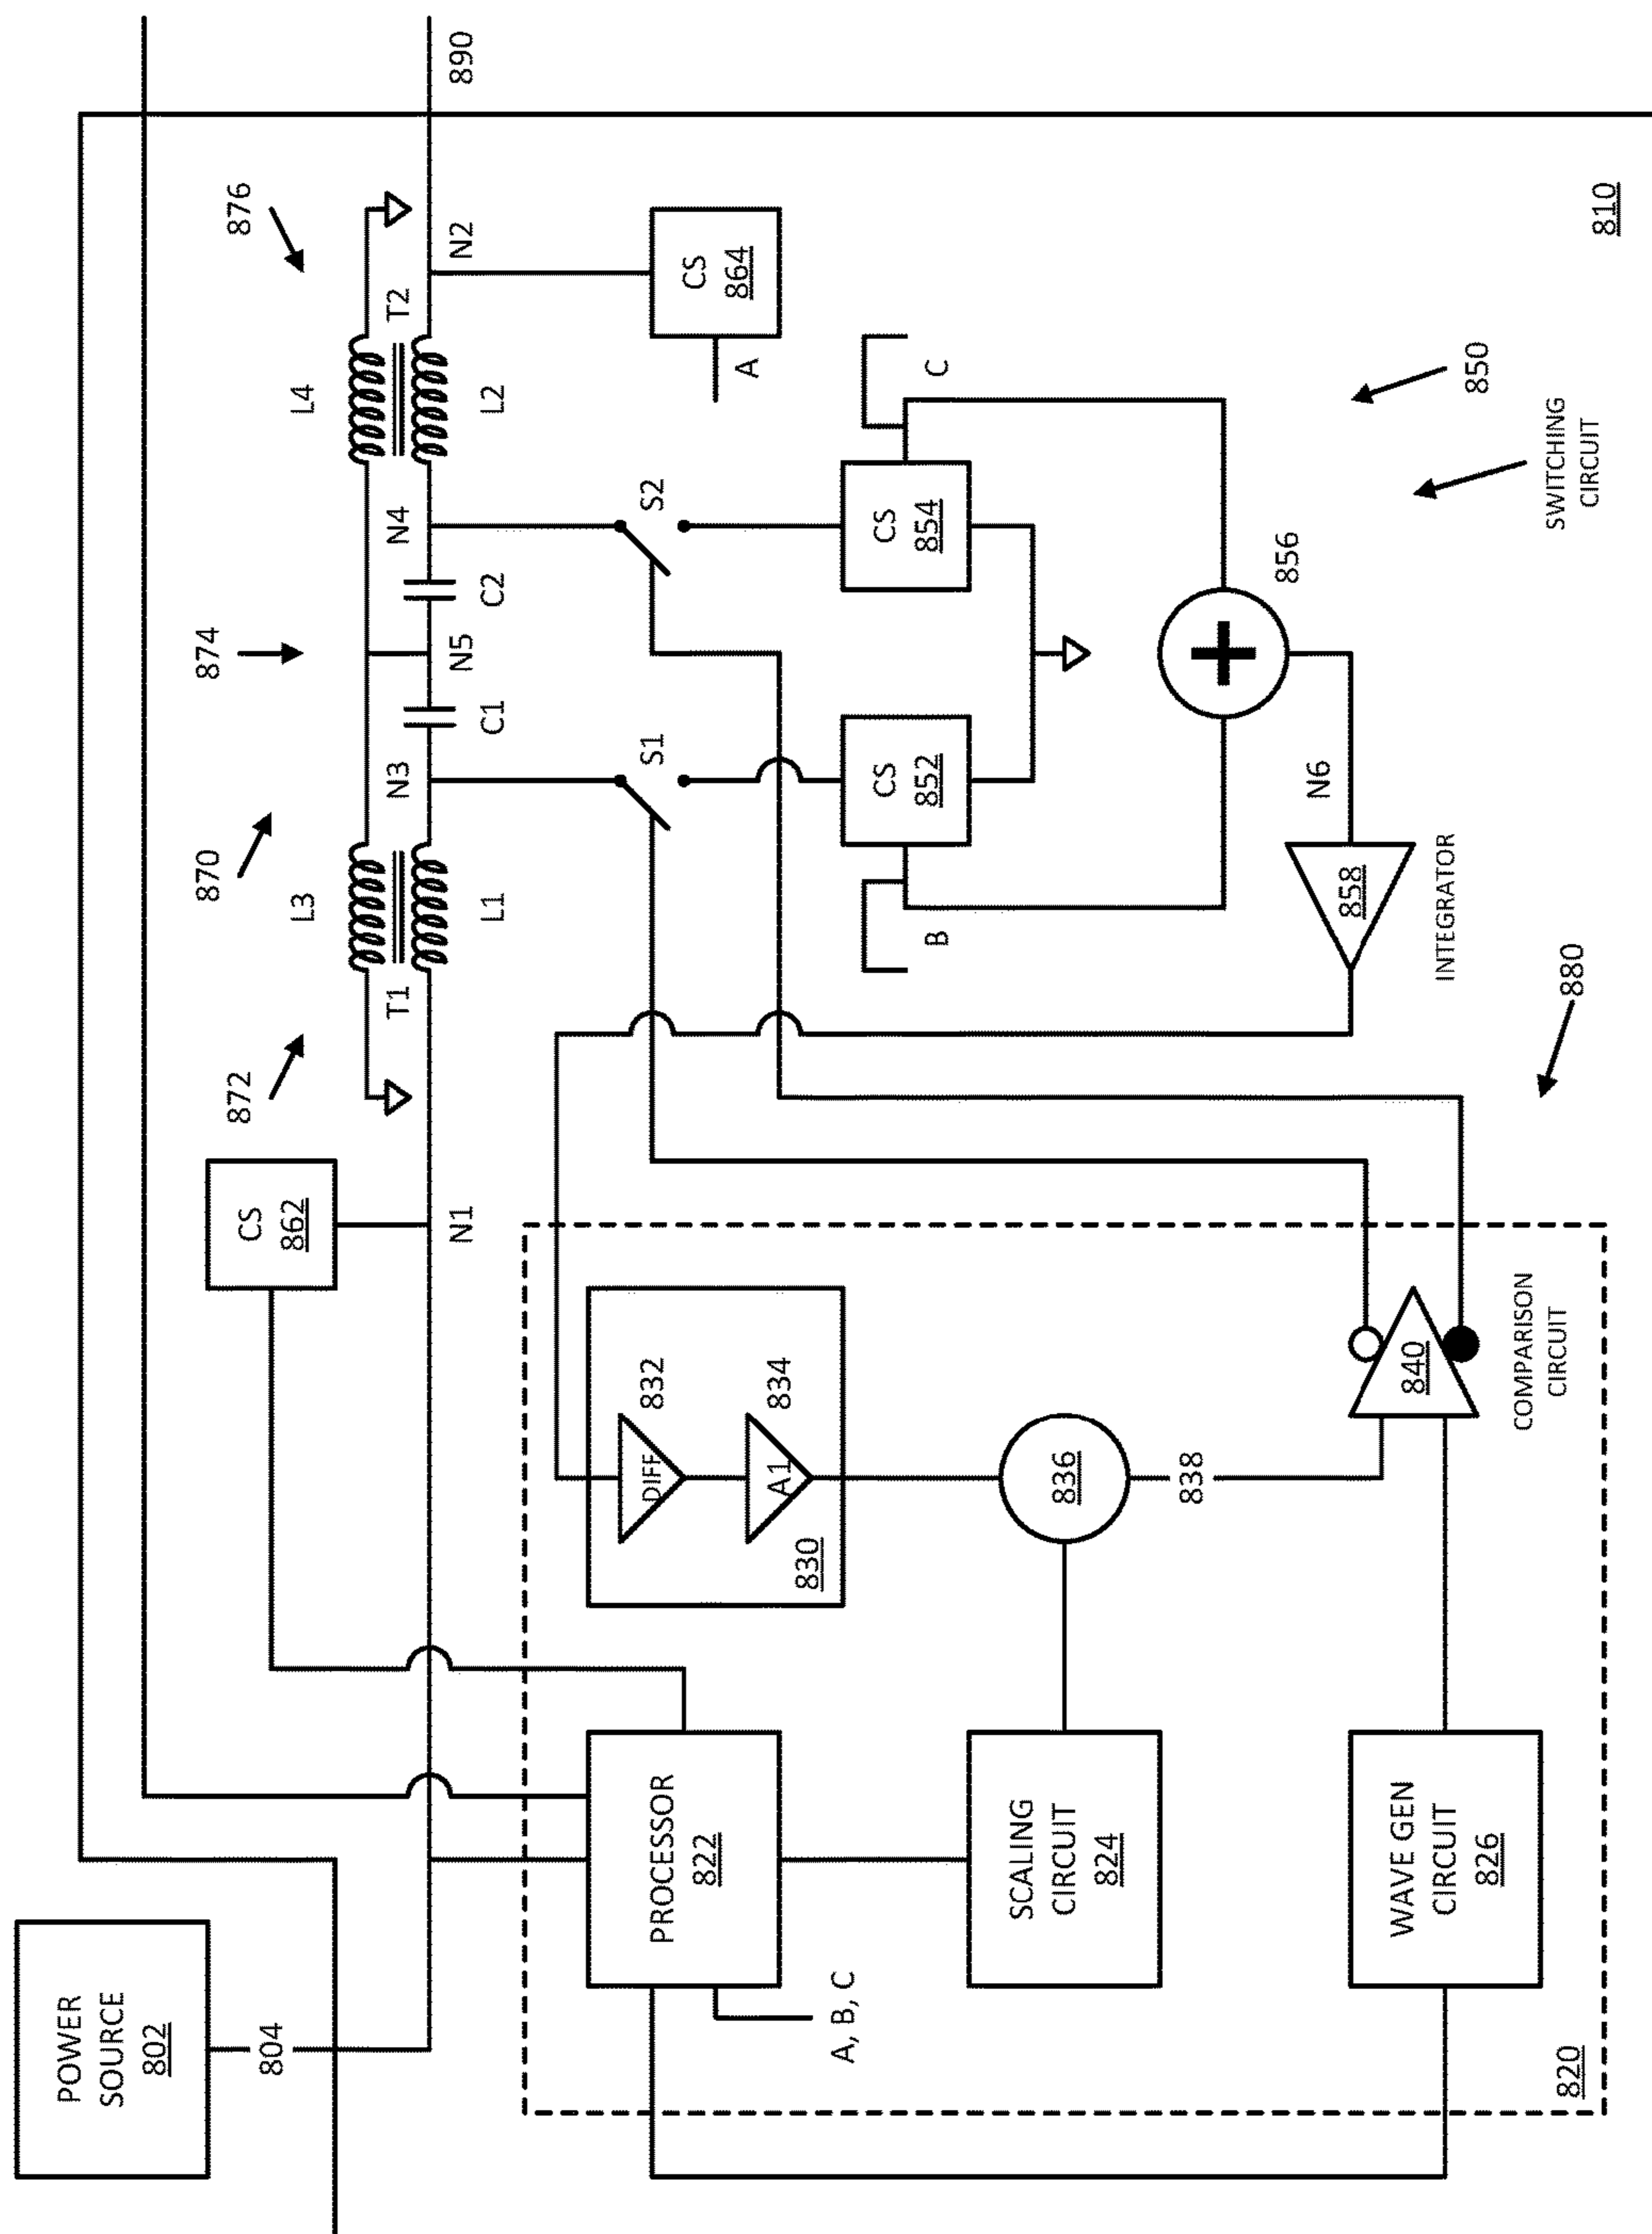 POWER
SOURCE
802
804
CS
862
872
870
874
876
L3
L4
T1
T2
L1
L2
N1
N3
C1
N5
C2
N4
N2
890
S1
S2
CS
864
A
PROCESSOR
822
A, B, C
DIFF
832
A1
834
830
CS
852
CS
854
B
C
SCALING
CIRCUIT
824
836
838
856
N6
850
SWITCHING
CIRCUIT
WAVE GEN
CIRCUIT
826
840
COMPARISON
CIRCUIT
858
INTEGRATOR
880
820
810